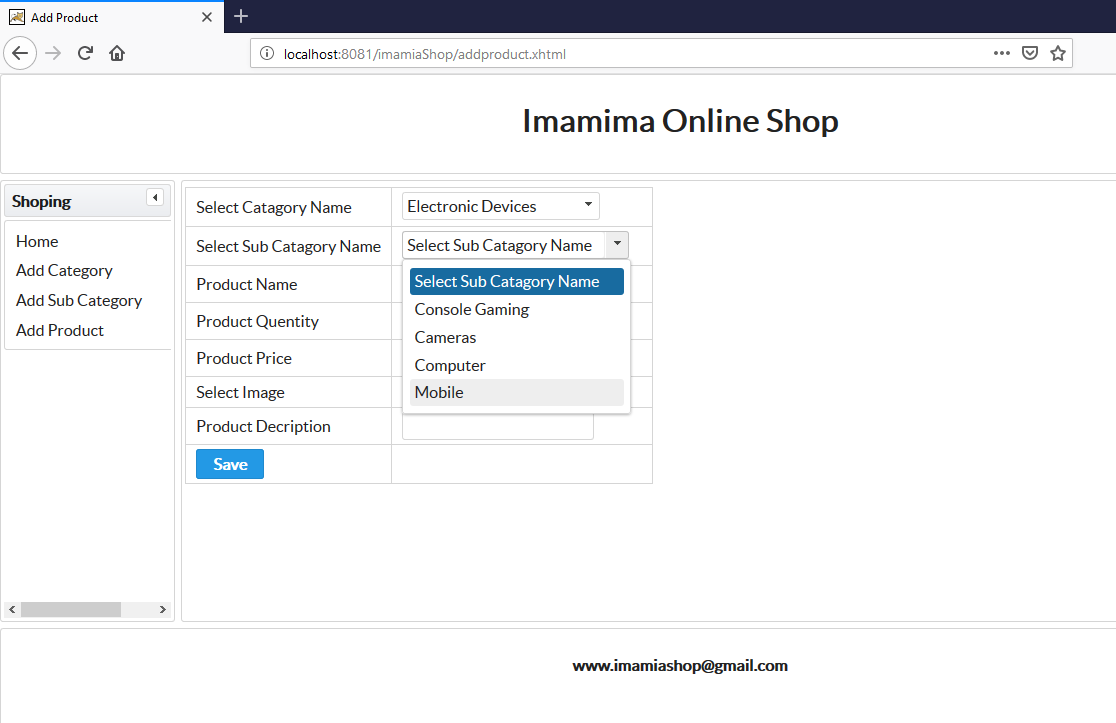 Add Product
localhost:8081/imamiaShop/addproduct.xhtml
Imamima Online Shop
Shoping
Home
Add Category
Add Sub Category
Add Product
Select Catagory Name Electronic Devices
Select Sub Catagory Name Select Sub Catagory Name
Select Sub Catagory Name
Console Gaming
Cameras
Computer
Mobile
Product Name
Product Quentity
Product Price
Select Image
Product Decription
Save
www.imamiashop@gmail.com